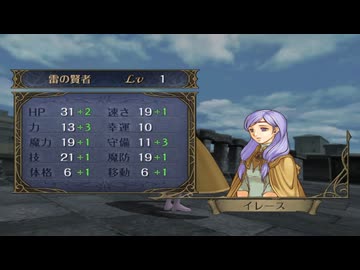 雷の賢者 Lv 1
HP 31+2 速さ 19+1
力 13+3 幸運 10
魔力 19+1 守備 11+3
技 21+1 魔防 19+1
体格 6+1 移動 6+1
イレース